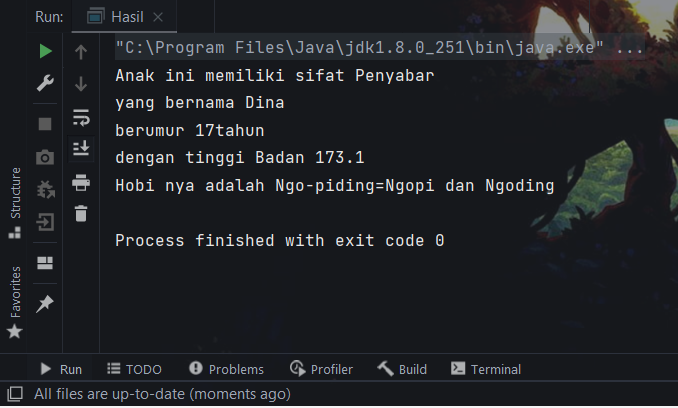 Run: Hasil
"C:\Program Files\Java\jdk1.8.0_251\bin\java.exe" ...
Anak ini memiliki sifat Penyabar
yang bernama Dina
berumur 17tahun
dengan tinggi Badan 173.1
Hobi nya adalah Ngo-piding=Ngopi dan Ngoding
Process finished with exit code 0
Structure
Favorites
Run TODO Problems Profiler Build Terminal
All files are up-to-date (moments ago)